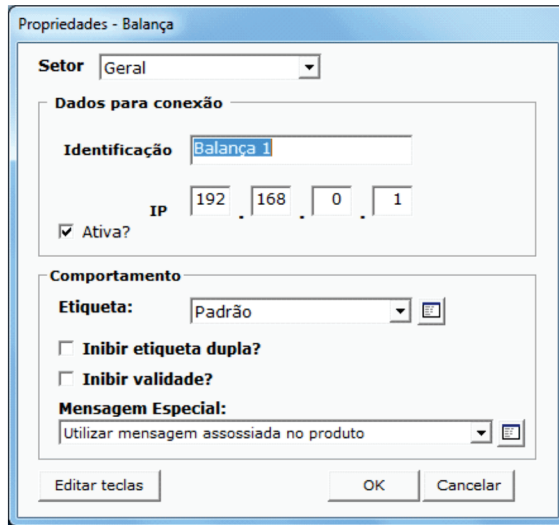 Propriedades - Balança
Setor Geral
Dados para conexão
Identificação Balança 1
IP 192 . 168 . 0 . 1
Ativa?
Comportamento
Etiqueta: Padrão
Inibir etiqueta dupla?
Inibir validade?
Mensagem Especial:
Utilizar mensagem assossiada no produto
Editar teclas OK Cancelar